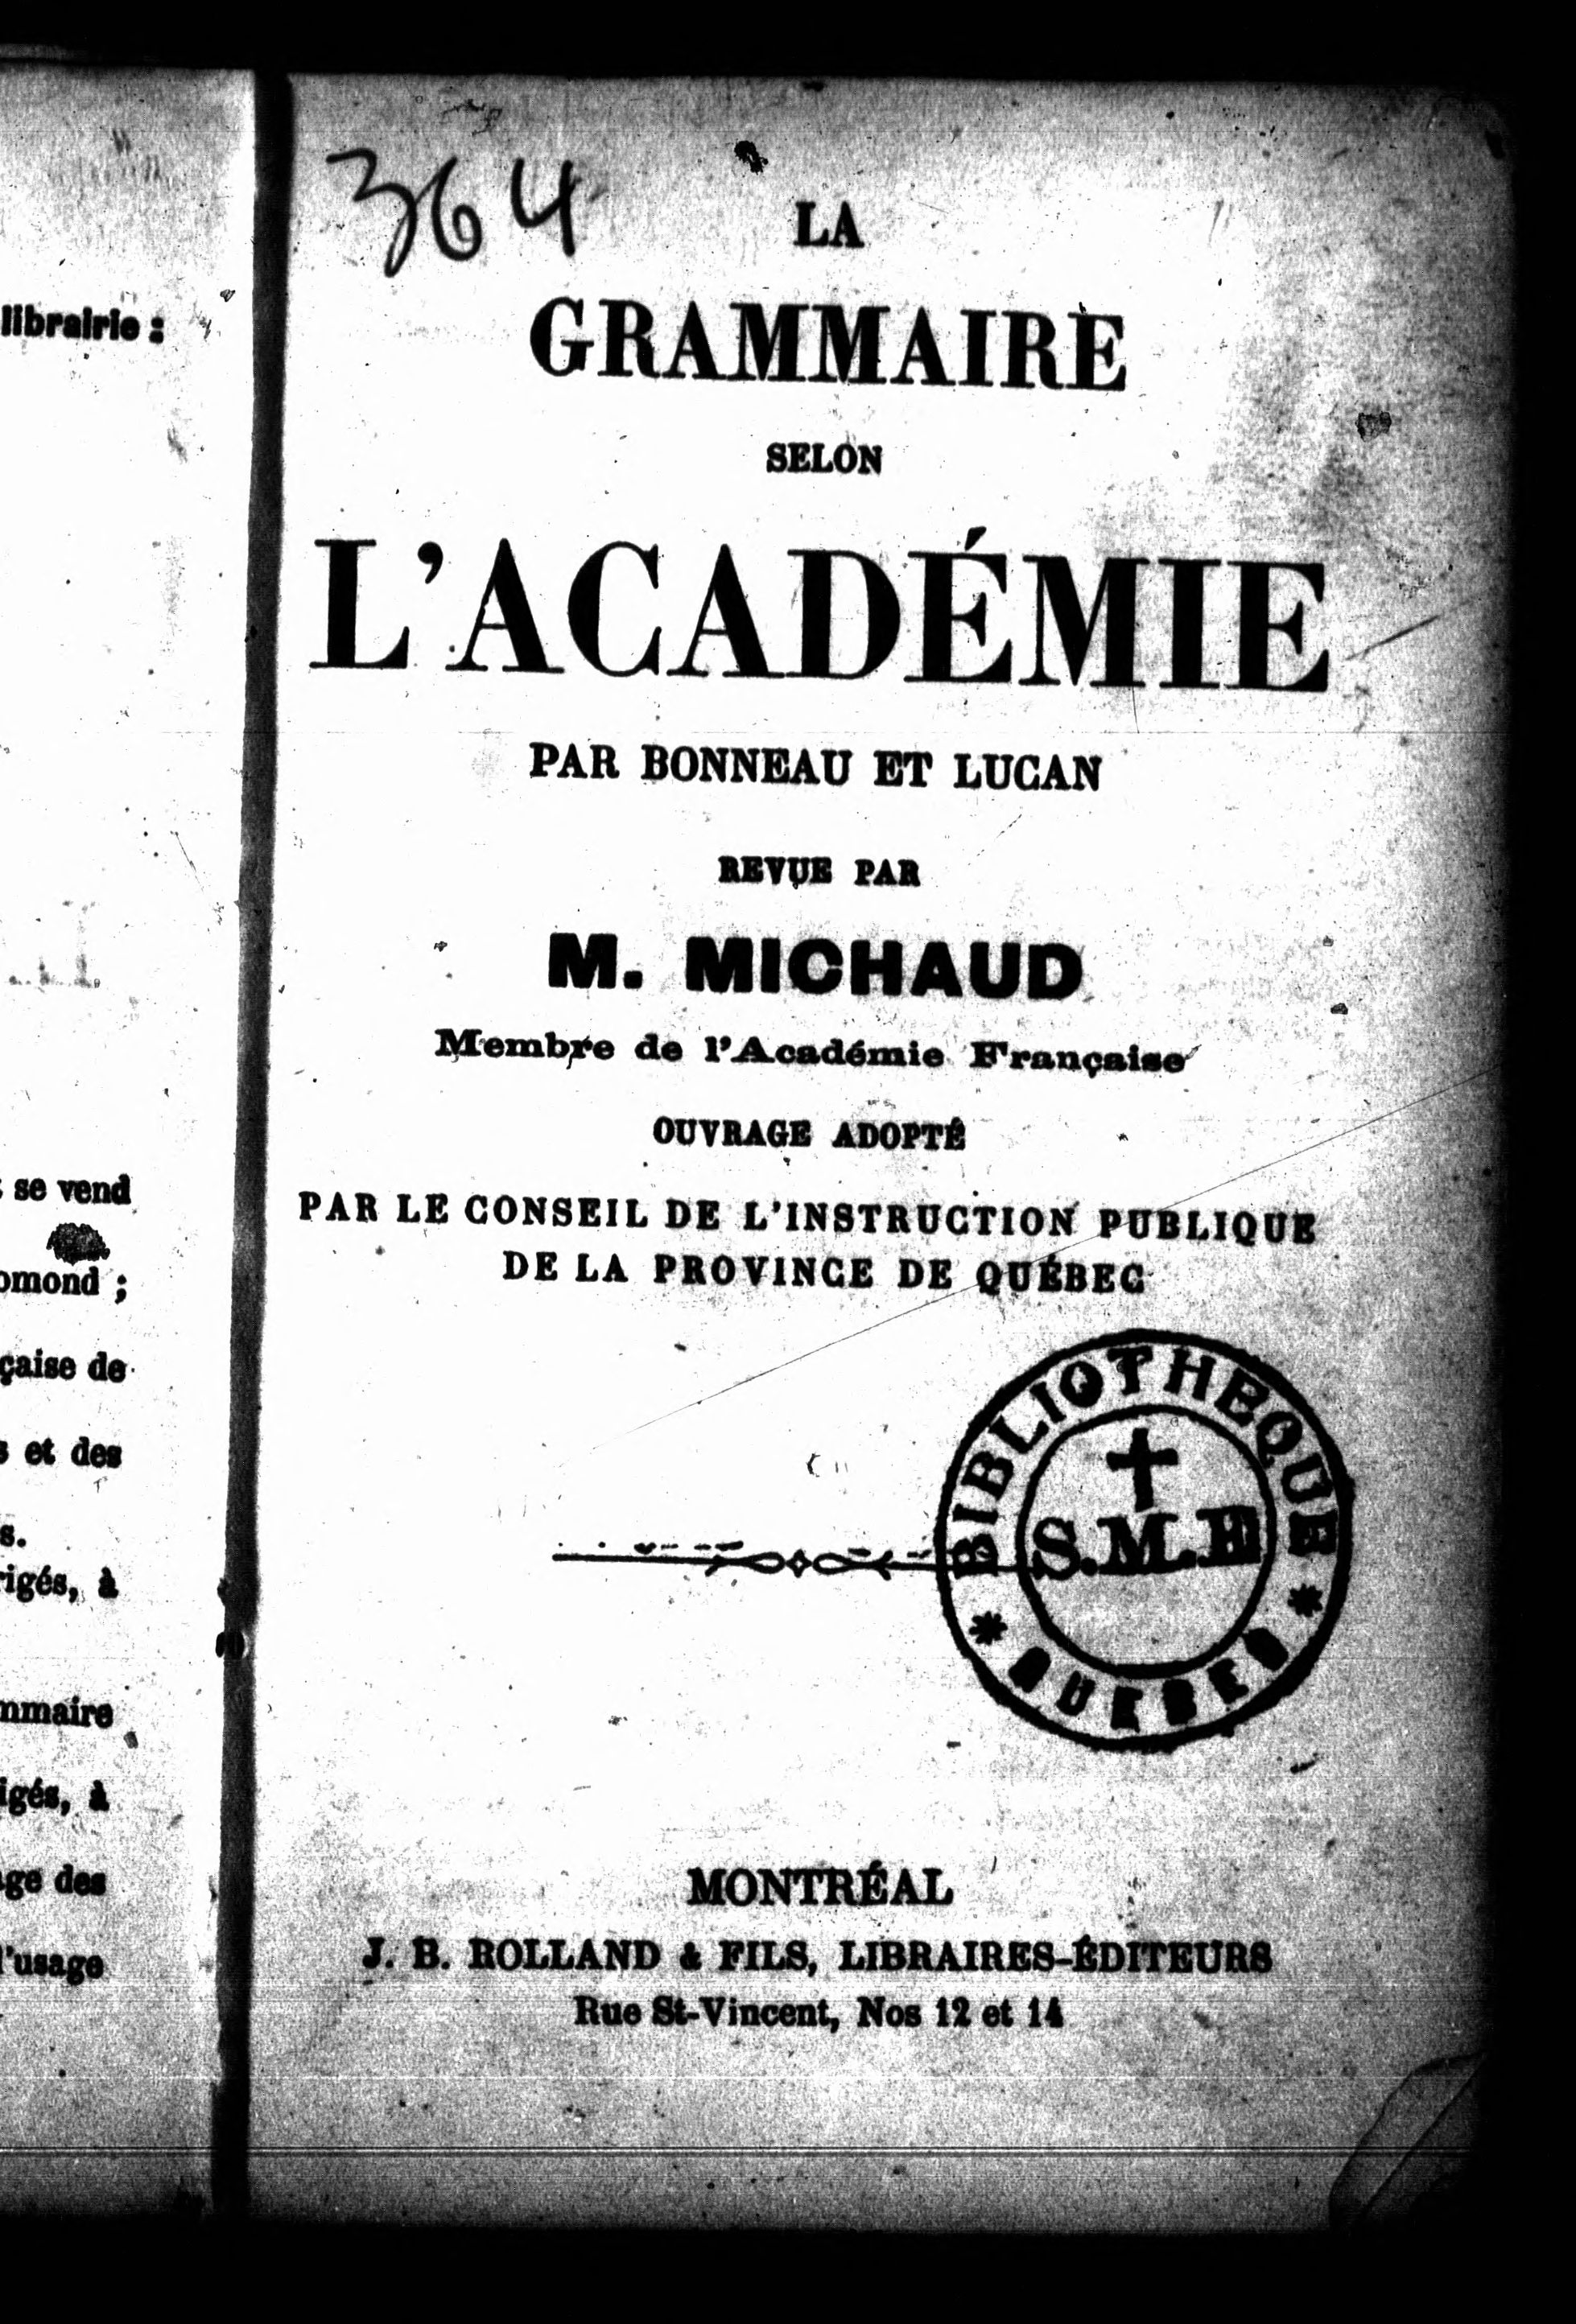 librairie :
se vend
omond ;
çaise de
s et des
s.
rigés, à
mmaire
igés, à
age des
l'usage
364
LA
GRAMMAIRE
SELON
L'ACADÉMIE
PAR BONNEAU ET LUCAN
REVUE PAR
M. MICHAUD
Membre de l'Académie Française
OUVRAGE ADOPTÉ
PAR LE CONSEIL DE L'INSTRUCTION PUBLIQUE
DE LA PROVINCE DE QUÉBEC
BIBLIOTHEQUE
S.M.E
QUEBEC
MONTRÉAL
J. B. ROLLAND & FILS, LIBRAIRES-ÉDITEURS
Rue St-Vincent, Nos 12 et 14